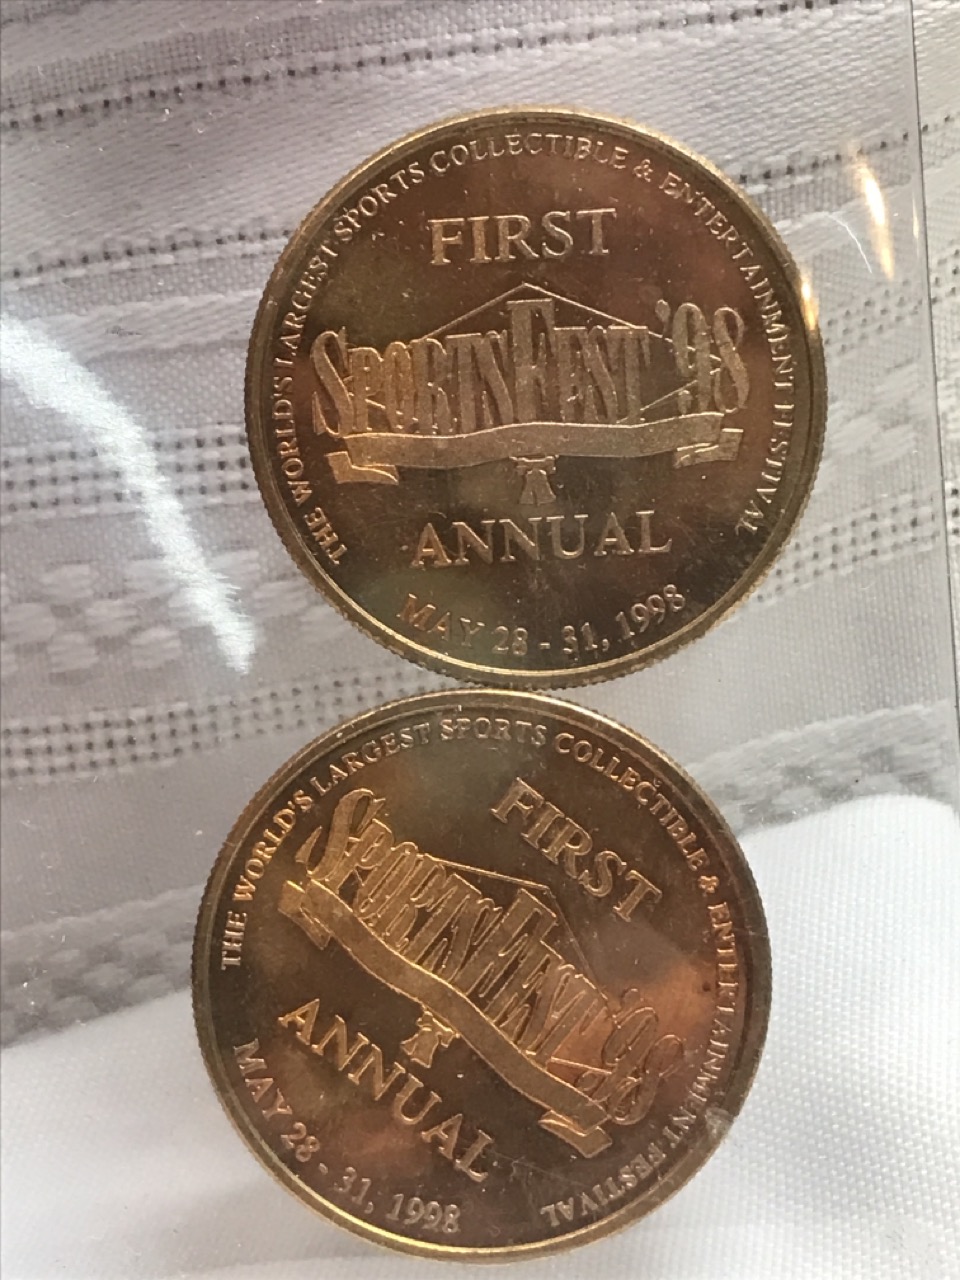 THE WORLD'S LARGEST SPORTS COLLECTIBLE & ENTERTAINMENT FESTIVAL
FIRST
SPORTSFEST '98
ANNUAL
MAY 28 - 31, 1998
THE WORLD'S LARGEST SPORTS COLLECTIBLE & ENTERTAINMENT FESTIVAL
FIRST
SPORTSFEST '98
ANNUAL
MAY 28 - 31, 1998